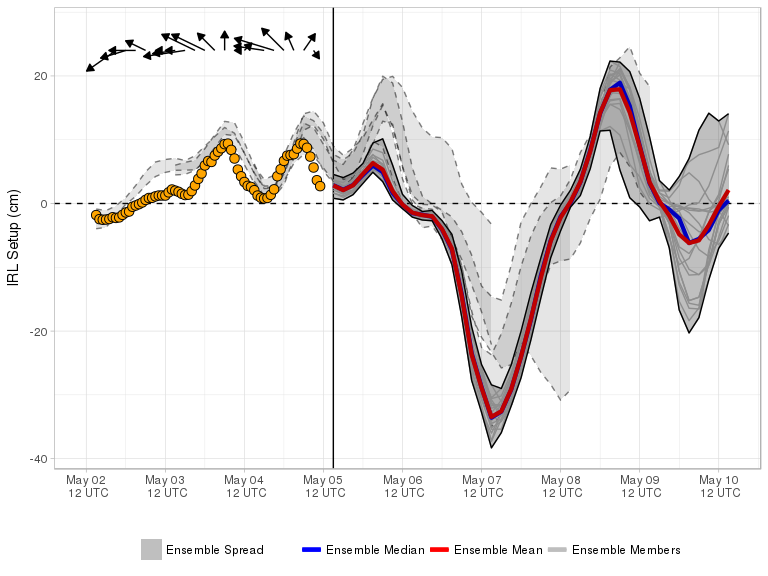 IRL Setup (cm)
20
0
-20
-40
May 02 May 03 May 04 May 05 May 06 May 07 May 08 May 09 May 10
12 UTC 12 UTC 12 UTC 12 UTC 12 UTC 12 UTC 12 UTC 12 UTC 12 UTC
Ensemble Spread Ensemble Median Ensemble Mean Ensemble Members